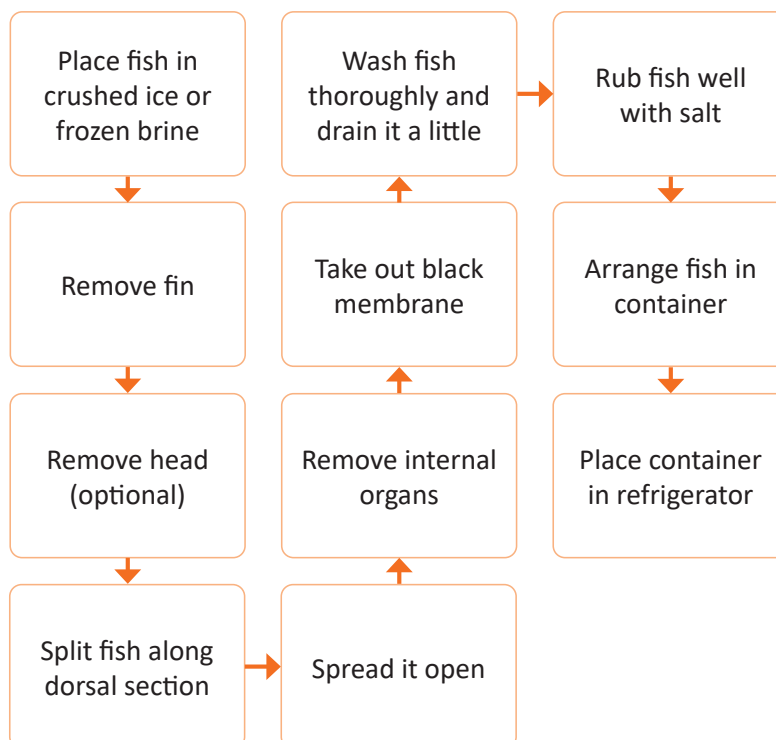 Place fish in
crushed ice or
frozen brine
Remove fin
Remove head
(optional)
Split fish along
dorsal section
Spread it open
Remove internal
organs
Take out black
membrane
Wash fish
thoroughly and
drain it a little
Rub fish well
with salt
Arrange fish in
container
Place container
in refrigerator